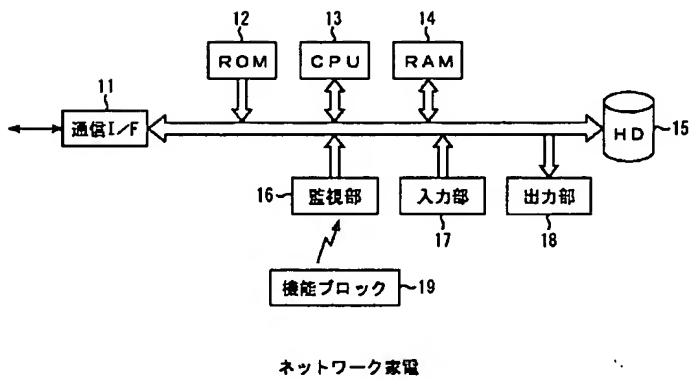 12
13
14
ROM
CPU
RAM
11
通信I/F
HD
15
16
監視部
入力部
出力部
17
18
機能ブロック
19
ネットワーク家電